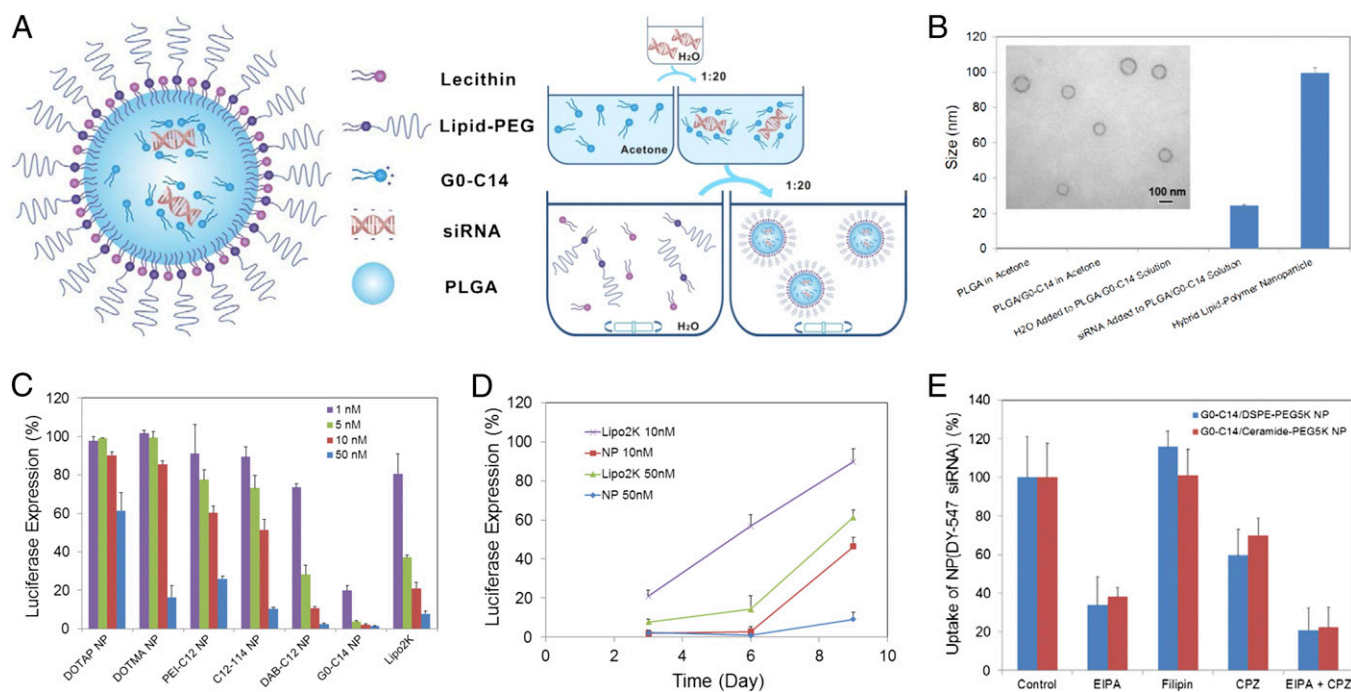 A
Lecithin
Lipid-PEG
G0-C14
siRNA
PLGA
H₂O
1:20
Acetone
1:20
H₂O
B
Size (nm)
120
100
80
60
40
20
0
100 nm
PLGA in Acetone
PLGA/G0-C14 in Acetone
H2O Added to PLGA G0-C14 Solution
siRNA Added to PLGA/G0-C14 Solution
Hybrid Lipid-Polymer Nanoparticle
C
Luciferase Expression (%)
120
100
80
60
40
20
0
1 nM
5 nM
10 nM
50 nM
DOTAP NP
DOTMA NP
PEI-C12 NP
C12-114 NP
DAB-C12 NP
G0-C14 NP
Lipo2K
D
Luciferase Expression (%)
120
100
80
60
40
20
0
Lipo2K 10nM
NP 10nM
Lipo2K 50nM
NP 50nM
0 2 4 6 8 10
Time (Day)
E
Uptake of NP(DY-547 siRNA) (%)
140
120
100
80
60
40
20
0
G0-C14/DSPE-PEG5K NP
G0-C14/Ceramide-PEG5K NP
Control EIPA Filipin CPZ EIPA + CPZ